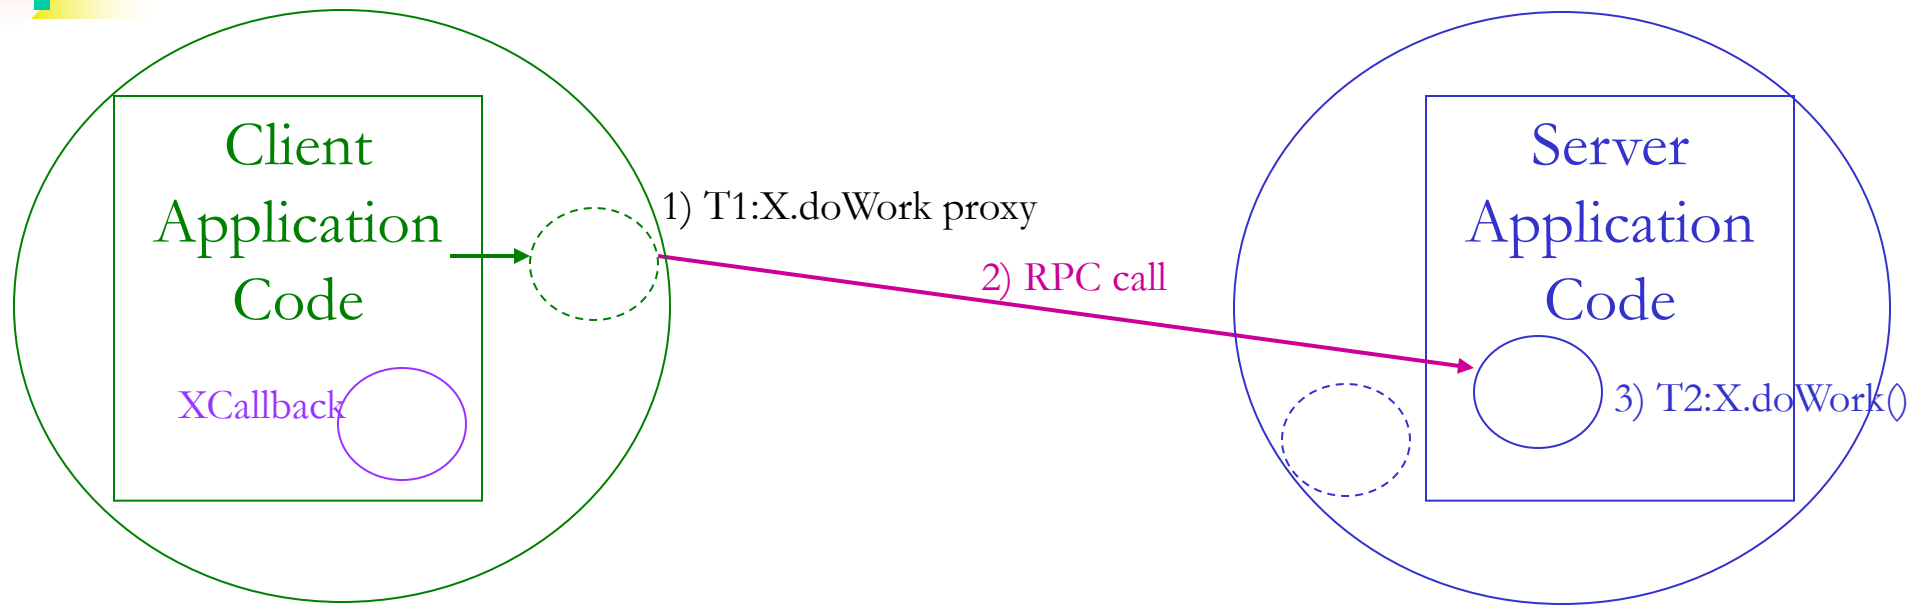 Client
Application
Code
XCallback
1) T1:X.doWork proxy
2) RPC call
Server
Application
Code
3) T2:X.doWork()